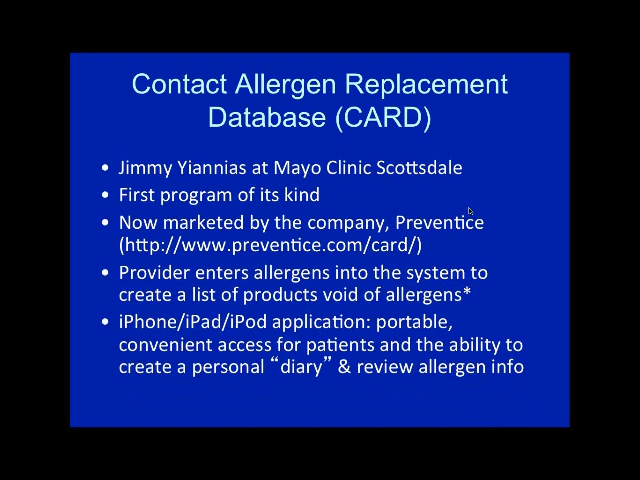 Contact Allergen Replacement
Database (CARD)
• Jimmy Yiannias at Mayo Clinic Scottsdale
• First program of its kind
• Now marketed by the company, Preventice
(http://www.preventice.com/card/)
• Provider enters allergens into the system to
create a list of products void of allergens*
• iPhone/iPad/iPod application: portable,
convenient access for patients and the ability to
create a personal “diary” & review allergen info